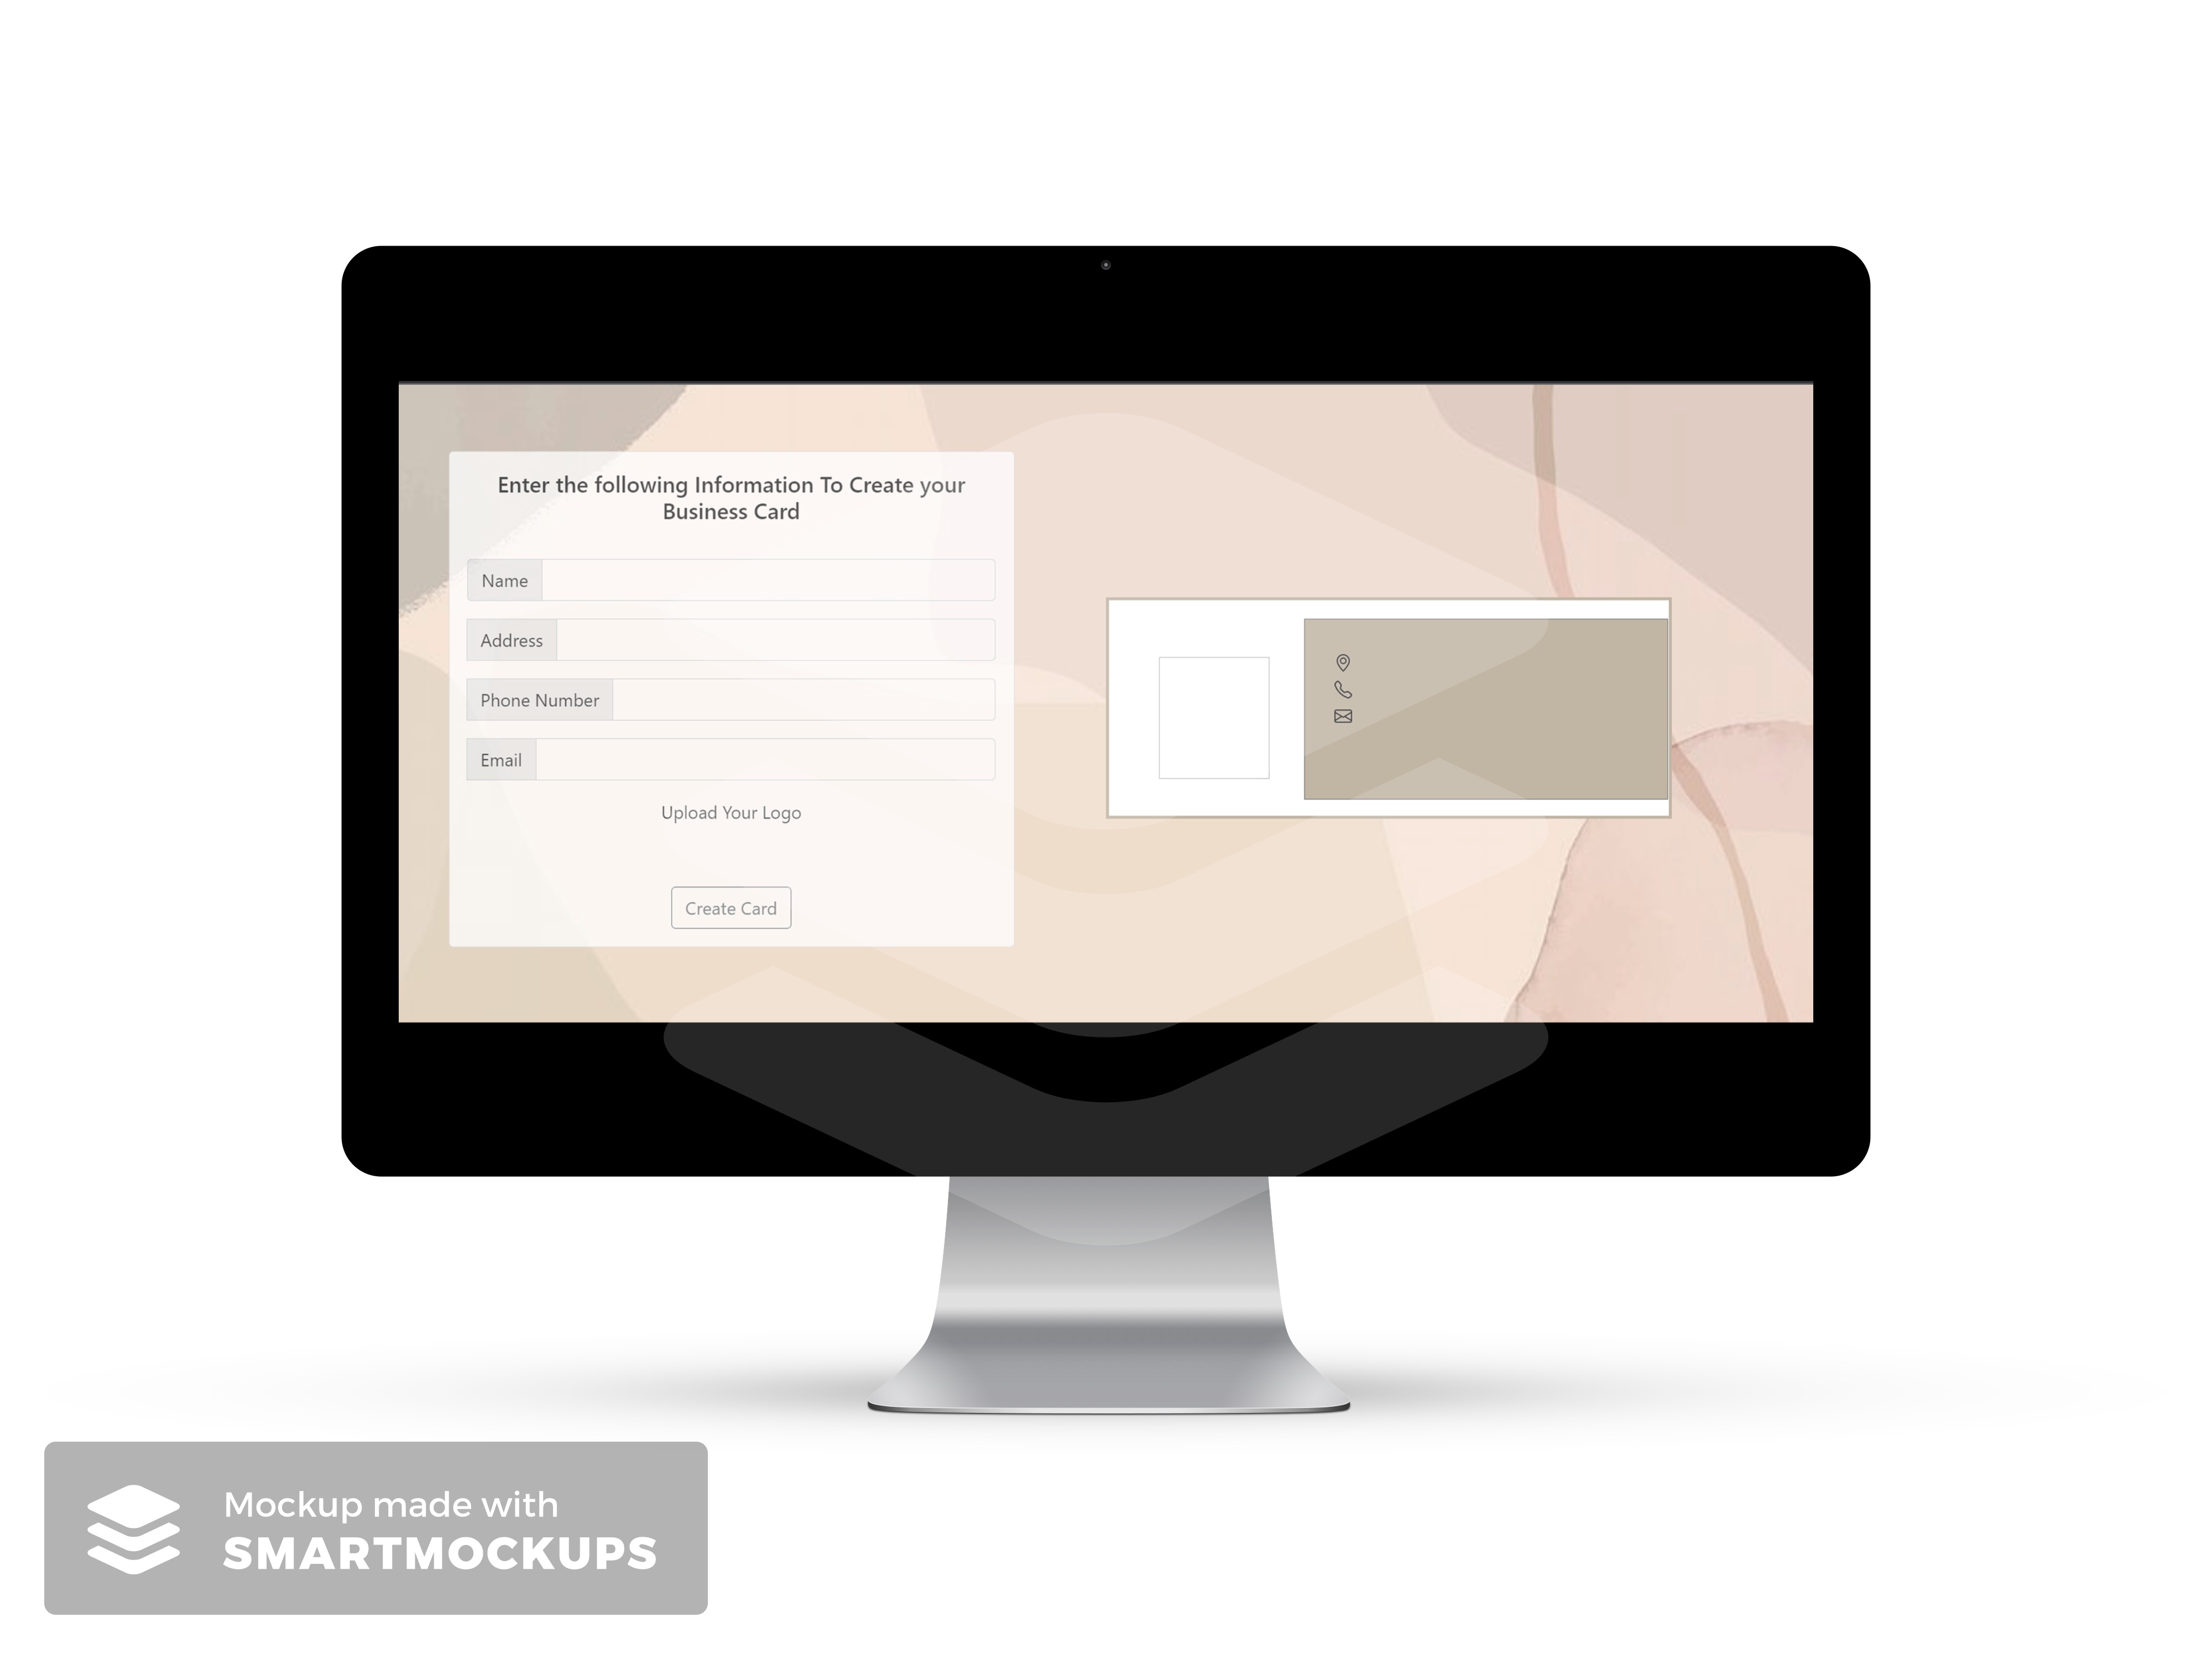 Enter the following Information To Create your
Business Card
Name
Address
Phone Number
Email
Upload Your Logo
Create Card
Mockup made with
SMARTMOCKUPS